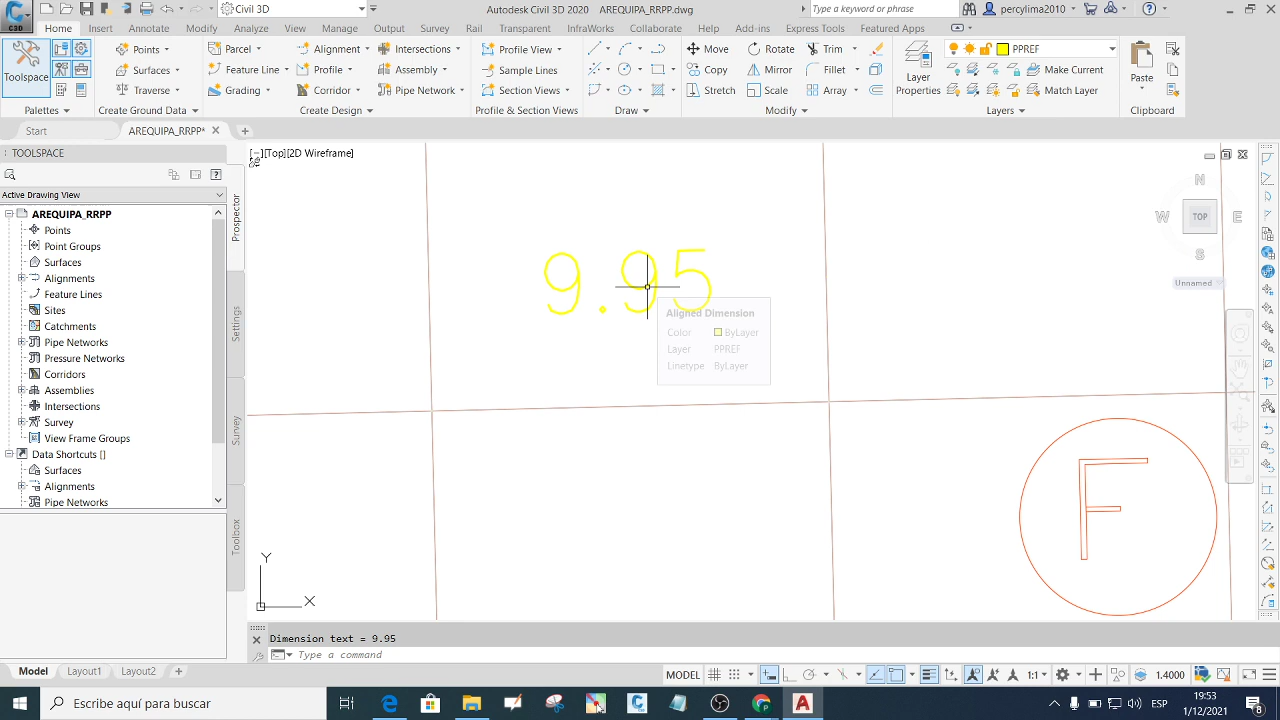 C3D
Civil 3D
Autodesk Civil 3D 2020 AREQUIPA_RRPP.dwg
Type a keyword or phrase
percylima2010
Home
Insert
Annotate
Modify
Analyze
View
Manage
Output
Survey
Rail
Transparent
InfraWorks
Collaborate
Help
Add-ins
Express Tools
Featured Apps
Toolspace
Points
Surfaces
Traverse
Parcel
Feature Line
Grading
Alignment
Profile
Corridor
Intersections
Assembly
Pipe Network
Profile View
Sample Lines
Section Views
Move
Rotate
Trim
Copy
Mirror
Fillet
Stretch
Scale
Array
Layer Properties
PPREF
Make Current
Match Layer
Paste
Palettes
Create Ground Data
Create Design
Profile & Section Views
Draw
Modify
Layers
Clipboard
Start
AREQUIPA_RRPP*
TOOLSPACE
Active Drawing View
AREQUIPA_RRPP
Points
Point Groups
Surfaces
Alignments
Feature Lines
Sites
Catchments
Pipe Networks
Pressure Networks
Corridors
Assemblies
Intersections
Survey
View Frame Groups
Data Shortcuts []
Surfaces
Alignments
Pipe Networks
Prospector
Settings
Survey
Toolbox
[−][Top][2D Wireframe]
9.95
Aligned Dimension
Color ByLayer
Layer PPREF
Linetype ByLayer
N
W
TOP
E
S
Unnamed
F
Y
X
Dimension text = 9.95
Type a command
Model
Layout1
Layout2
MODEL
1:1
1.4000
Escribe aquí para buscar
ESP
19:53
1/12/2021